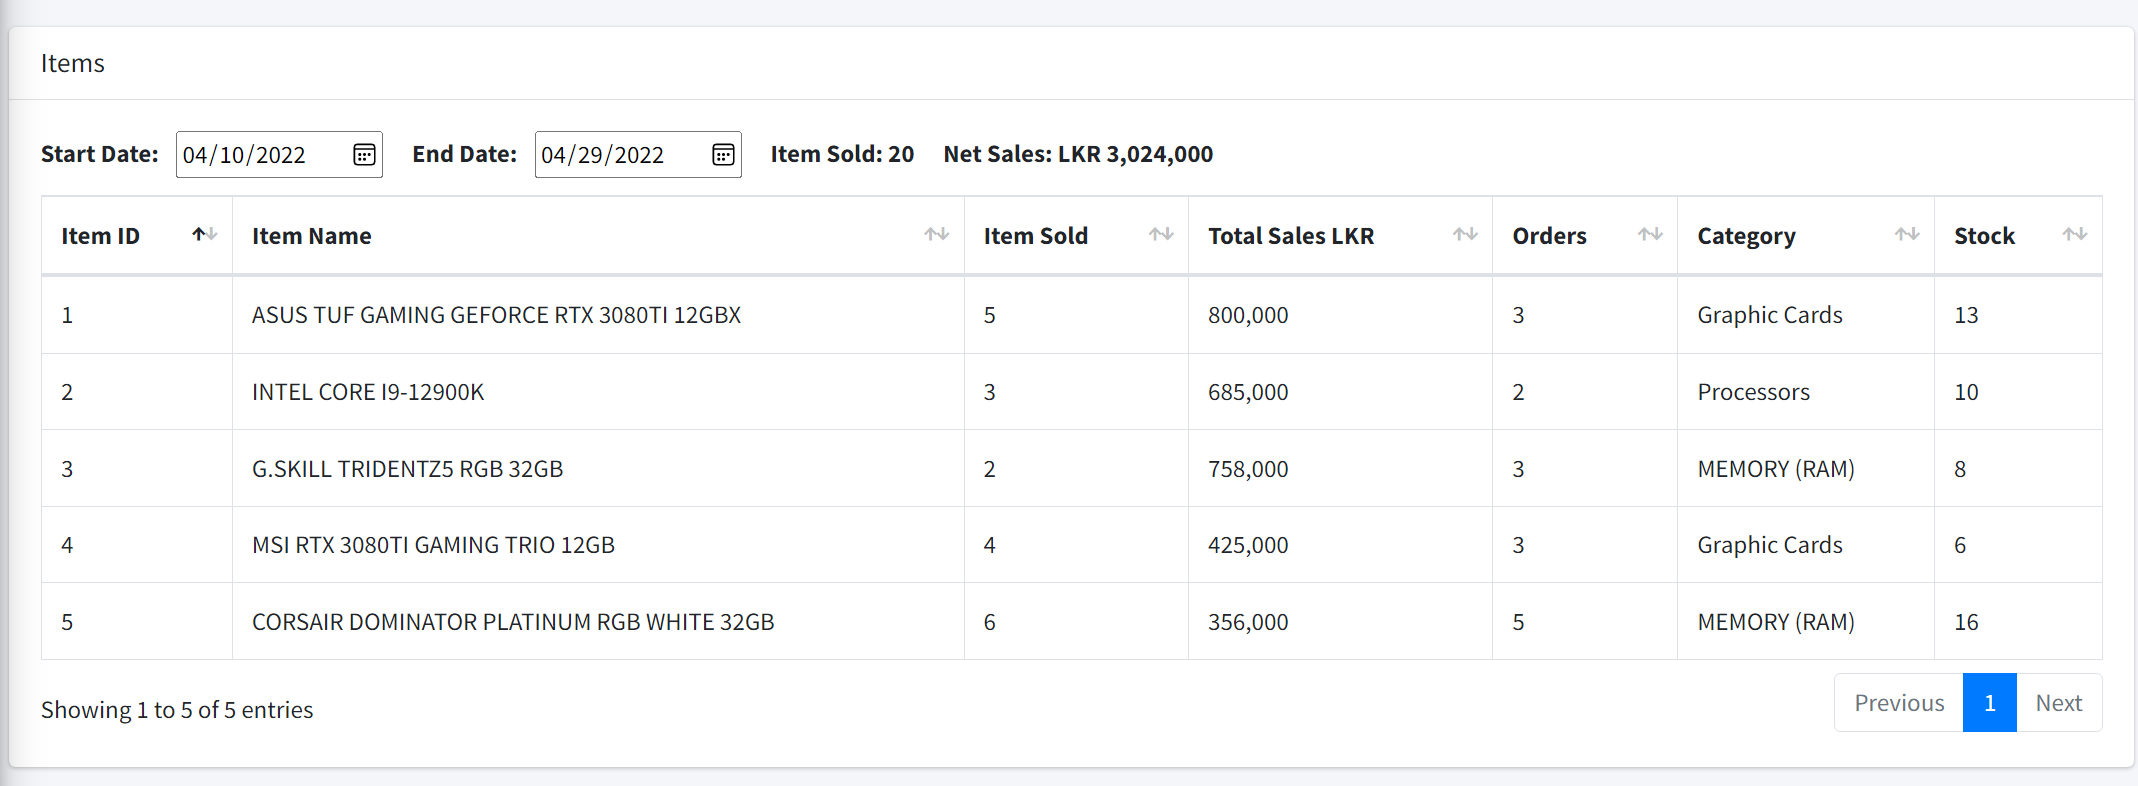 Items
Start Date: 04/10/2022 End Date: 04/29/2022 Item Sold: 20 Net Sales: LKR 3,024,000
Item ID Item Name Item Sold Total Sales LKR Orders Category Stock
1 ASUS TUF GAMING GEFORCE RTX 3080TI 12GBX 5 800,000 3 Graphic Cards 13
2 INTEL CORE I9-12900K 3 685,000 2 Processors 10
3 G.SKILL TRIDENTZ5 RGB 32GB 2 758,000 3 MEMORY (RAM) 8
4 MSI RTX 3080TI GAMING TRIO 12GB 4 425,000 3 Graphic Cards 6
5 CORSAIR DOMINATOR PLATINUM RGB WHITE 32GB 6 356,000 5 MEMORY (RAM) 16
Showing 1 to 5 of 5 entries Previous 1 Next